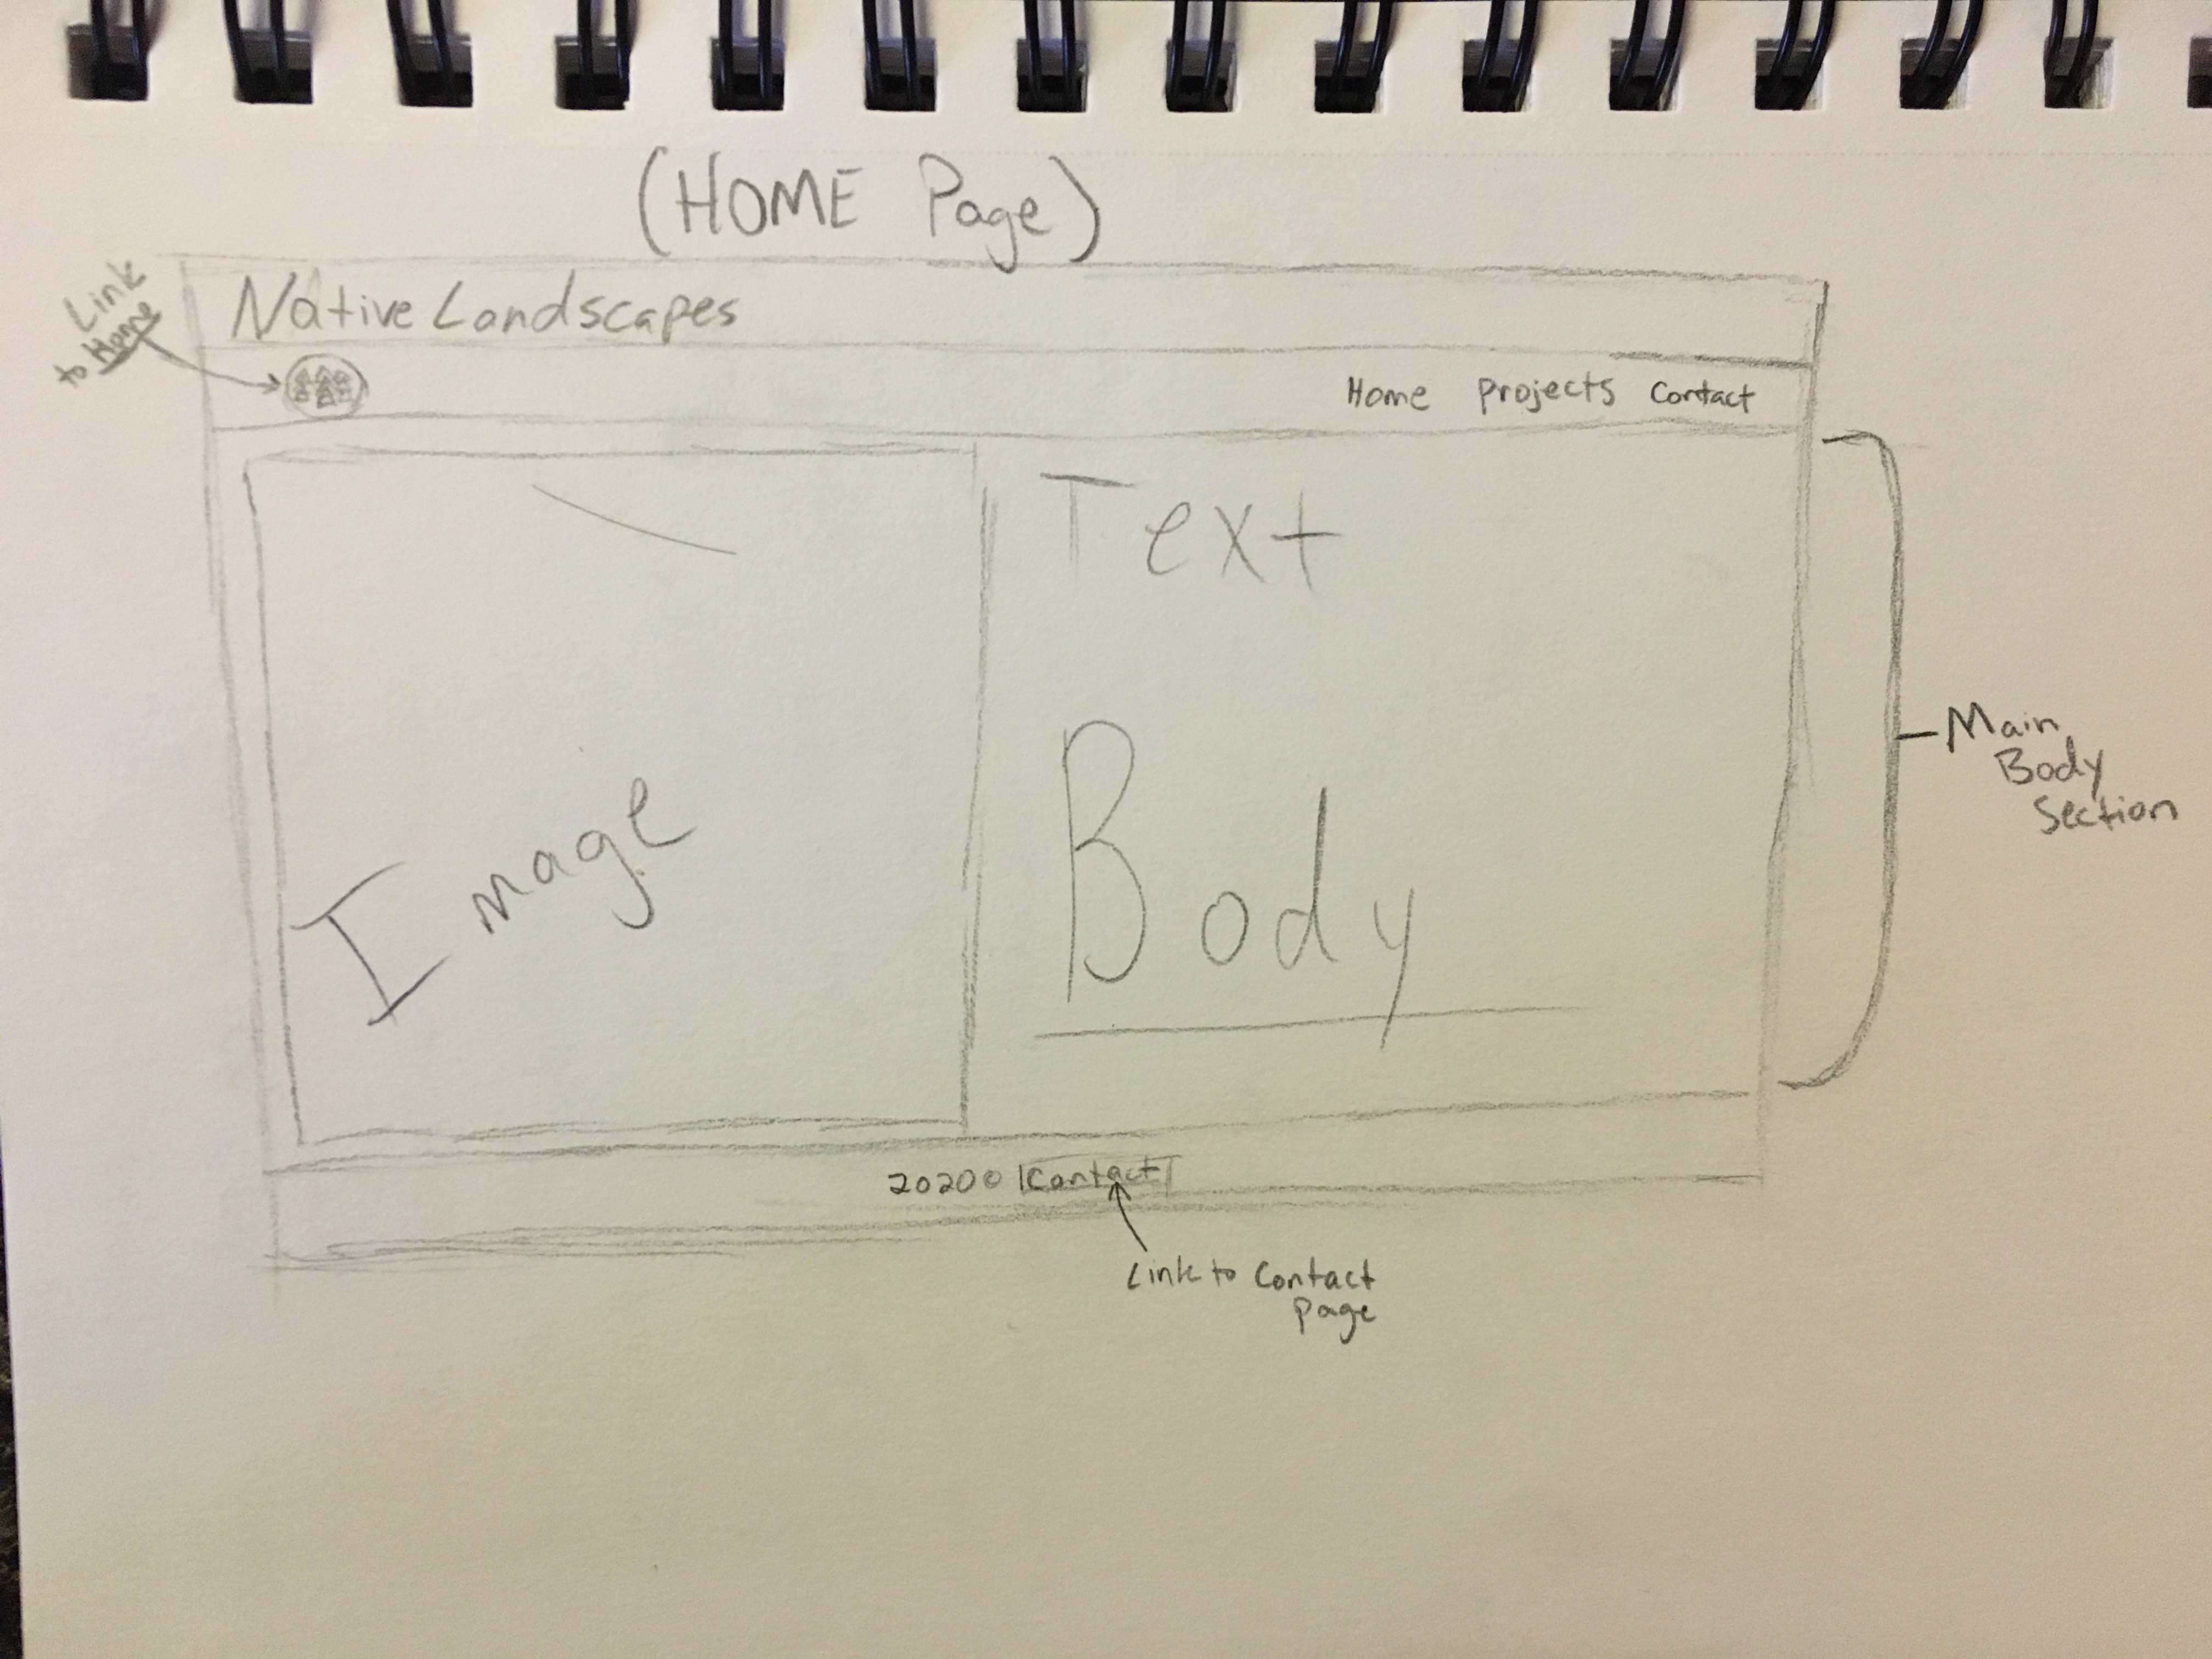 (HOME Page)
Link
to Home
Native Landscapes
Home projects contact
Image
Text
Body
Main
Body
Section
2020 © |Contact|
Link to Contact
page